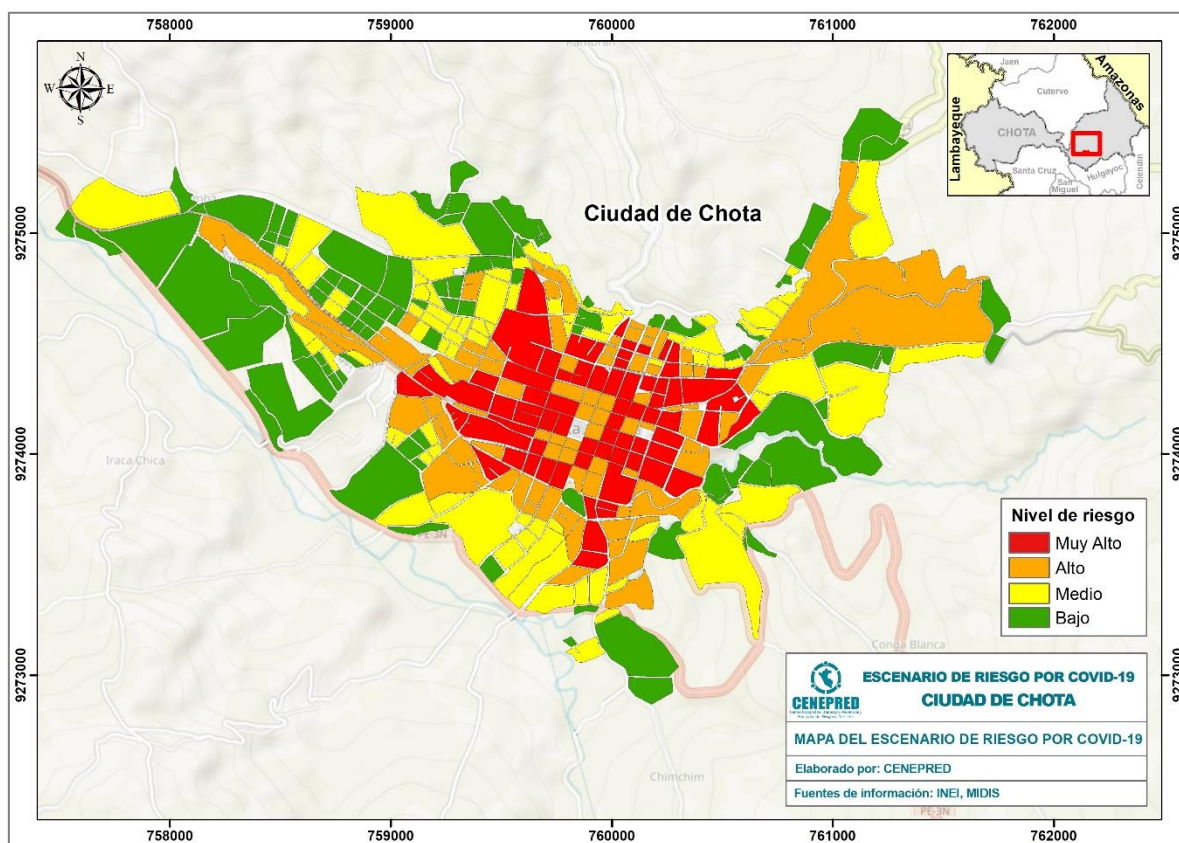 758000 759000 760000 761000 762000
N
W E
S
Ciudad de Chota
Jaen
Amazonas
Cutervo
Lambayeque
CHOTA
Santa Cruz
San Miguel
Hulgayoc
Celendín
9275000
9275000
9274000
9274000
Iraca Chica
PE-3N
Nivel de riesgo
Muy Alto
Alto
Medio
Bajo
Conga Blanca
9273000
9273000
CENEPRED
ESCENARIO DE RIESGO POR COVID-19
CIUDAD DE CHOTA
MAPA DEL ESCENARIO DE RIESGO POR COVID-19
Elaborado por: CENEPRED
Fuentes de información: INEI, MIDIS
Chimchim
PE-3N
758000 759000 760000 761000 762000